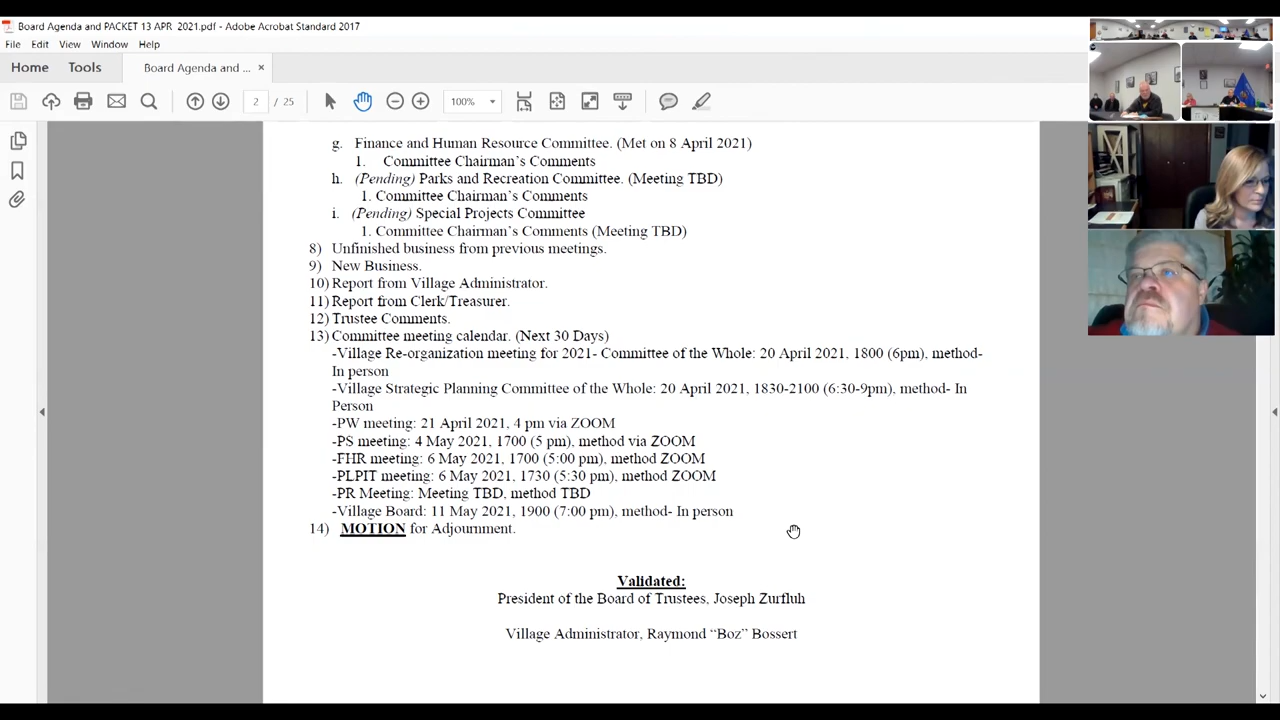 Board Agenda and PACKET 13 APR 2021.pdf - Adobe Acrobat Standard 2017
File Edit View Window Help
Home Tools Board Agenda and ... ×
2 / 25 100%
g. Finance and Human Resource Committee. (Met on 8 April 2021)
1. Committee Chairman’s Comments
h. (Pending) Parks and Recreation Committee. (Meeting TBD)
1. Committee Chairman’s Comments
i. (Pending) Special Projects Committee
1. Committee Chairman’s Comments (Meeting TBD)
8) Unfinished business from previous meetings.
9) New Business.
10) Report from Village Administrator.
11) Report from Clerk/Treasurer.
12) Trustee Comments.
13) Committee meeting calendar. (Next 30 Days)
-Village Re-organization meeting for 2021- Committee of the Whole: 20 April 2021, 1800 (6pm), method-
In person
-Village Strategic Planning Committee of the Whole: 20 April 2021, 1830-2100 (6:30-9pm), method- In
Person
-PW meeting: 21 April 2021, 4 pm via ZOOM
-PS meeting: 4 May 2021, 1700 (5 pm), method via ZOOM
-FHR meeting: 6 May 2021, 1700 (5:00 pm), method ZOOM
-PLPIT meeting: 6 May 2021, 1730 (5:30 pm), method ZOOM
-PR Meeting: Meeting TBD, method TBD
-Village Board: 11 May 2021, 1900 (7:00 pm), method- In person
14) MOTION for Adjournment.
Validated:
President of the Board of Trustees, Joseph Zurfluh
Village Administrator, Raymond “Boz” Bossert